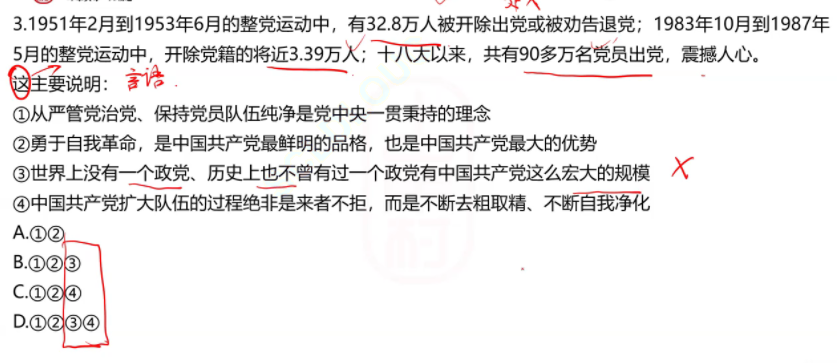 3.1951年2月到1953年6月的整党运动中，有32.8万人被开除出党或被劝告退党；1983年10月到1987年
5月的整党运动中，开除党籍的将近3.39万人；十八大以来，共有90多万名党员出党，震撼人心。
这主要说明： 言语
①从严管党治党、保持党员队伍纯净是党中央一贯秉持的理念
②勇于自我革命，是中国共产党最鲜明的品格，也是中国共产党最大的优势
③世界上没有一个政党、历史上也不曾有过一个政党有中国共产党这么宏大的规模 X
④中国共产党扩大队伍的过程绝非是来者不拒，而是不断去粗取精、不断自我净化
A.①②
B.①②③
C.①②④
D.①②③④